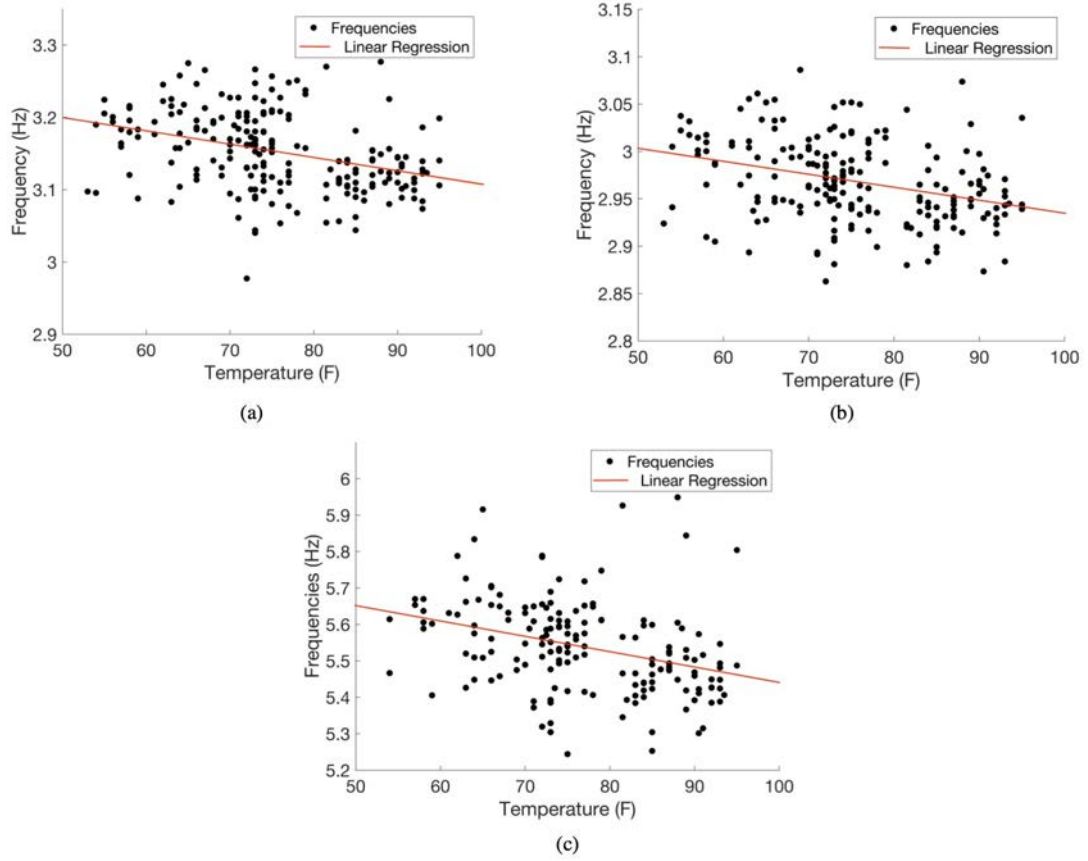 3.3
3.2
3.1
3
2.9
Frequency (Hz)
Frequencies
Linear Regression
50 60 70 80 90 100
Temperature (F)
(a)
3.15
3.1
3.05
3
2.95
2.9
2.85
2.8
Frequency (Hz)
Frequencies
Linear Regression
50 60 70 80 90 100
Temperature (F)
(b)
6
5.9
5.8
5.7
5.6
5.5
5.4
5.3
5.2
Frequencies (Hz)
Frequencies
Linear Regression
50 60 70 80 90 100
Temperature (F)
(c)